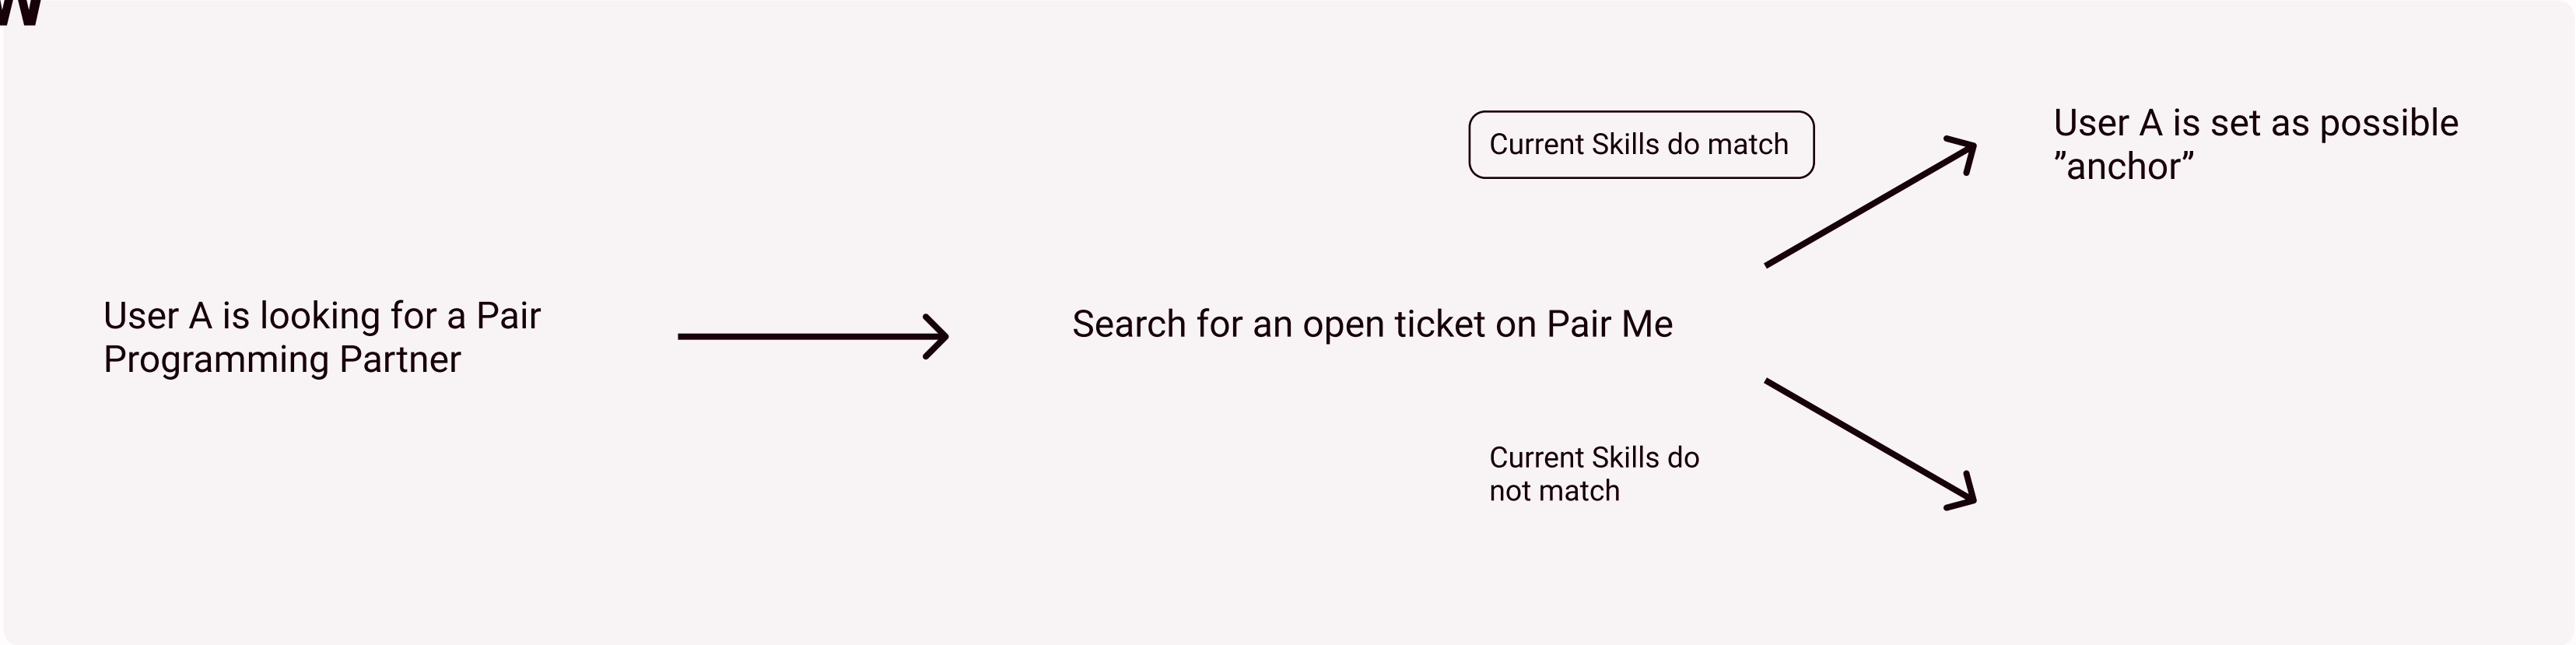 W
Current Skills do match
User A is set as possible
”anchor”
User A is looking for a Pair
Programming Partner
Search for an open ticket on Pair Me
Current Skills do
not match